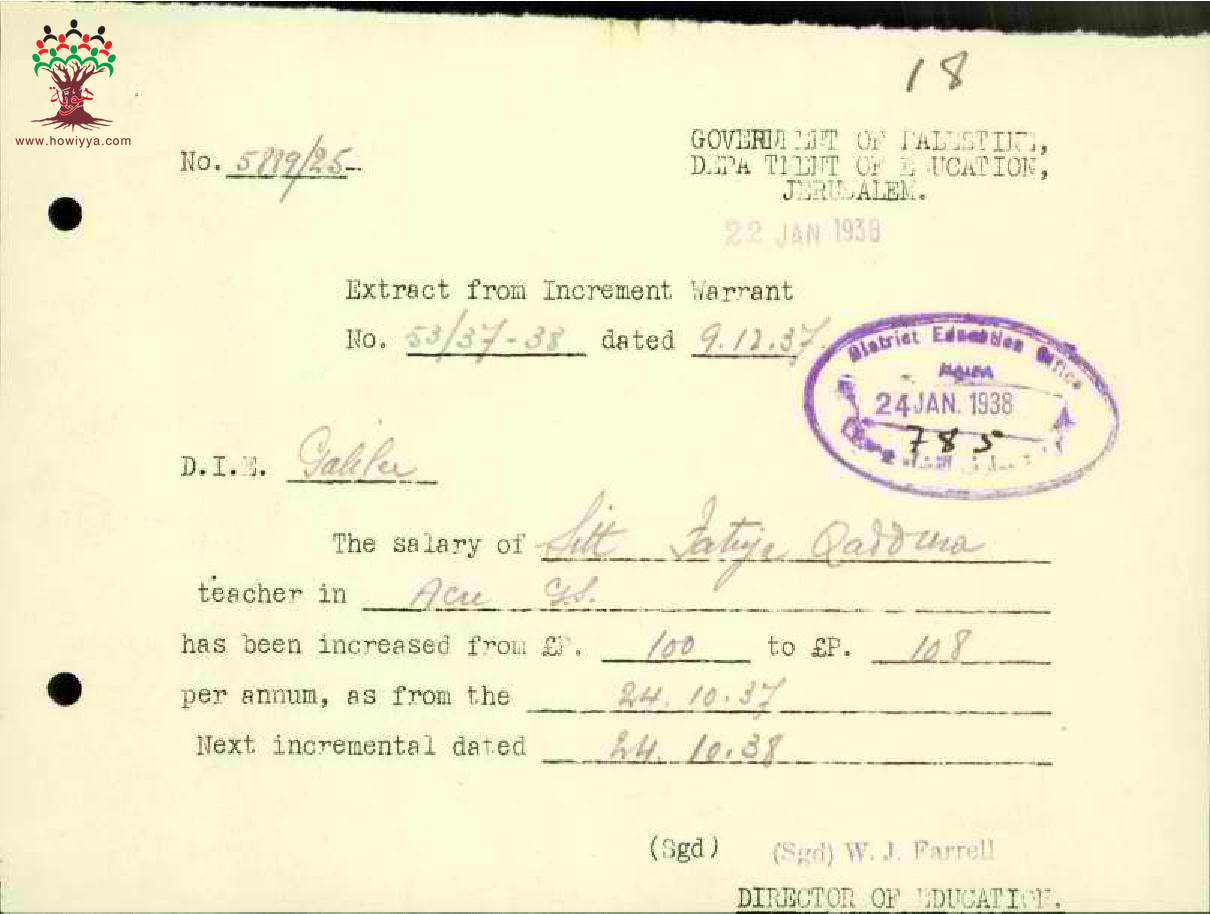 18
www.howiyya.com
No. 5889/25
GOVERNMENT OF PALESTINE,
DEPARTMENT OF EDUCATION,
JERUSALEM.
22 JAN 1938
Extract from Increment Warrant
No. 53/37-38 dated 9.12.37
District Education Office
HAIFA
24 JAN. 1938
785
D.I.E. Galilee
The salary of Sitt Fatiya Qaddura
teacher in Acre G.S.
has been increased from £P. 100 to £P. 108
per annum, as from the 24.10.37
Next incremental dated 24.10.38
(Sgd) (Sgd) W. J. Farrell
DIRECTOR OF EDUCATION.